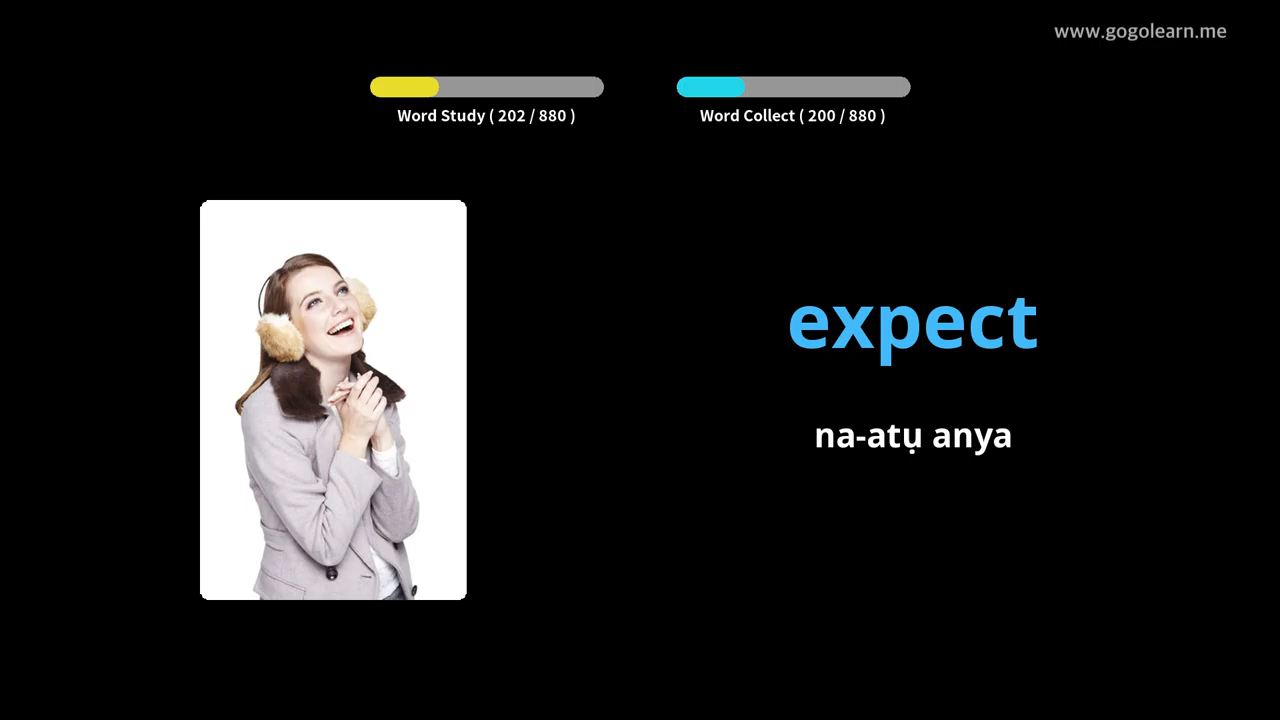 www.gogolearn.me
Word Study ( 202 / 880 )
Word Collect ( 200 / 880 )
expect
na-atụ anya